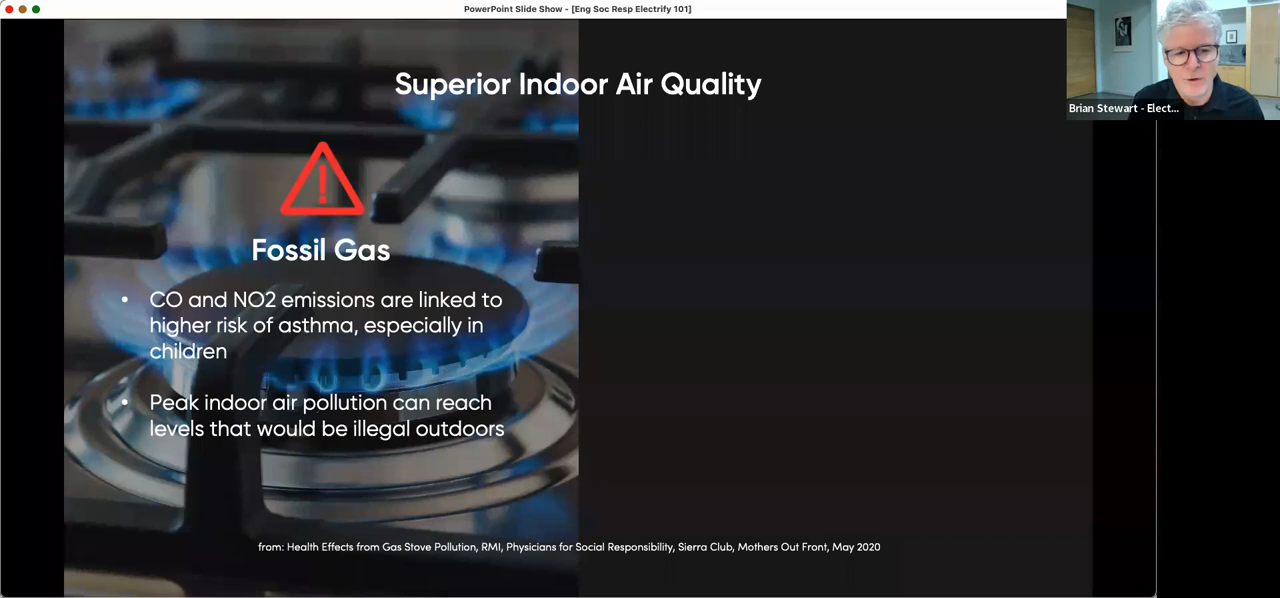 PowerPoint Slide Show - [Eng Soc Resp Electrify 101]
Superior Indoor Air Quality
Fossil Gas
• CO and NO2 emissions are linked to
higher risk of asthma, especially in
children
• Peak indoor air pollution can reach
levels that would be illegal outdoors
from: Health Effects from Gas Stove Pollution, RMI, Physicians for Social Responsibility, Sierra Club, Mothers Out Front, May 2020
Brian Stewart - Elect...